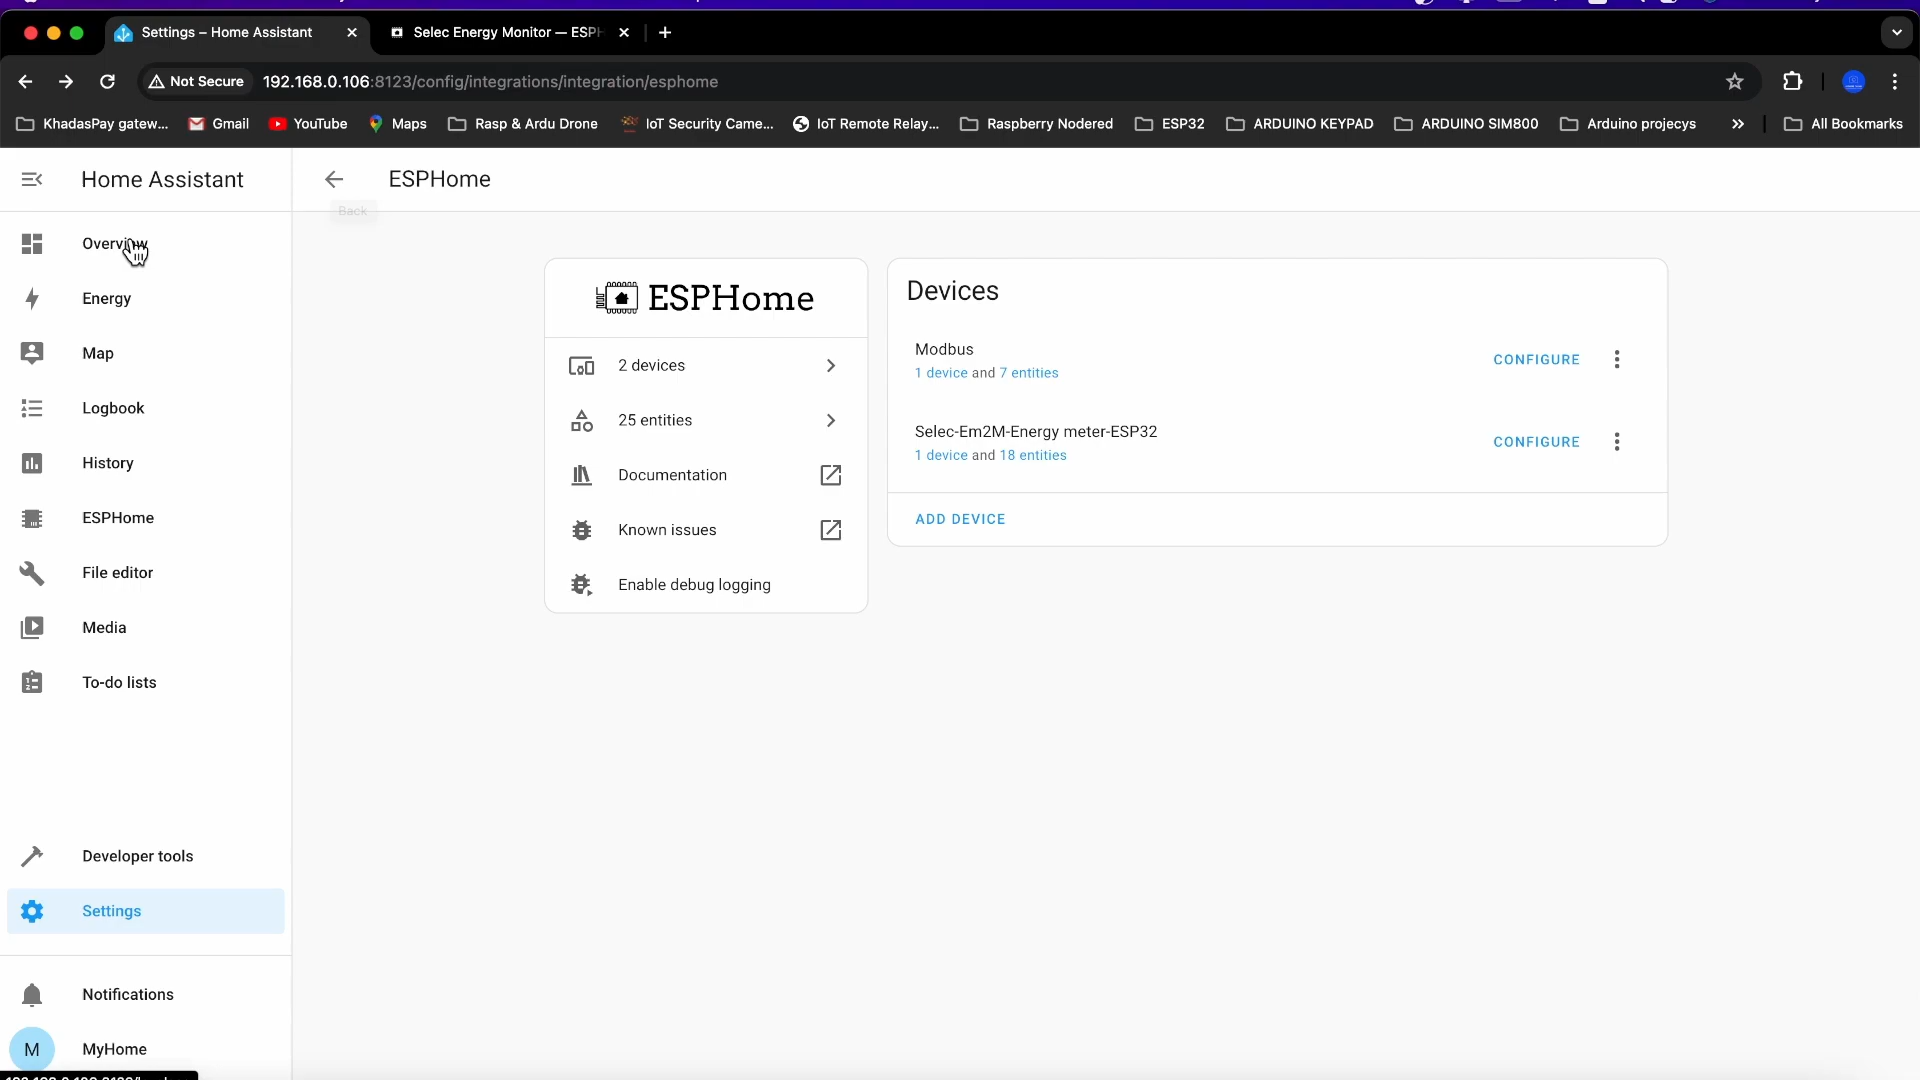 Settings – Home Assistant
Selec Energy Monitor — ESPH
Not Secure
192.168.0.106:8123/config/integrations/integration/esphome
KhadasPay gatew...
Gmail
YouTube
Maps
Rasp & Ardu Drone
IoT Security Came...
IoT Remote Relay...
Raspberry Nodered
ESP32
ARDUINO KEYPAD
ARDUINO SIM800
Arduino projecys
»
All Bookmarks
Home Assistant
ESPHome
Back
Overview
Energy
Map
Logbook
History
ESPHome
File editor
Media
To-do lists
Developer tools
Settings
Notifications
M
MyHome
ESPHome
2 devices
25 entities
Documentation
Known issues
Enable debug logging
Devices
Modbus
1 device and 7 entities
CONFIGURE
Selec-Em2M-Energy meter-ESP32
1 device and 18 entities
CONFIGURE
ADD DEVICE